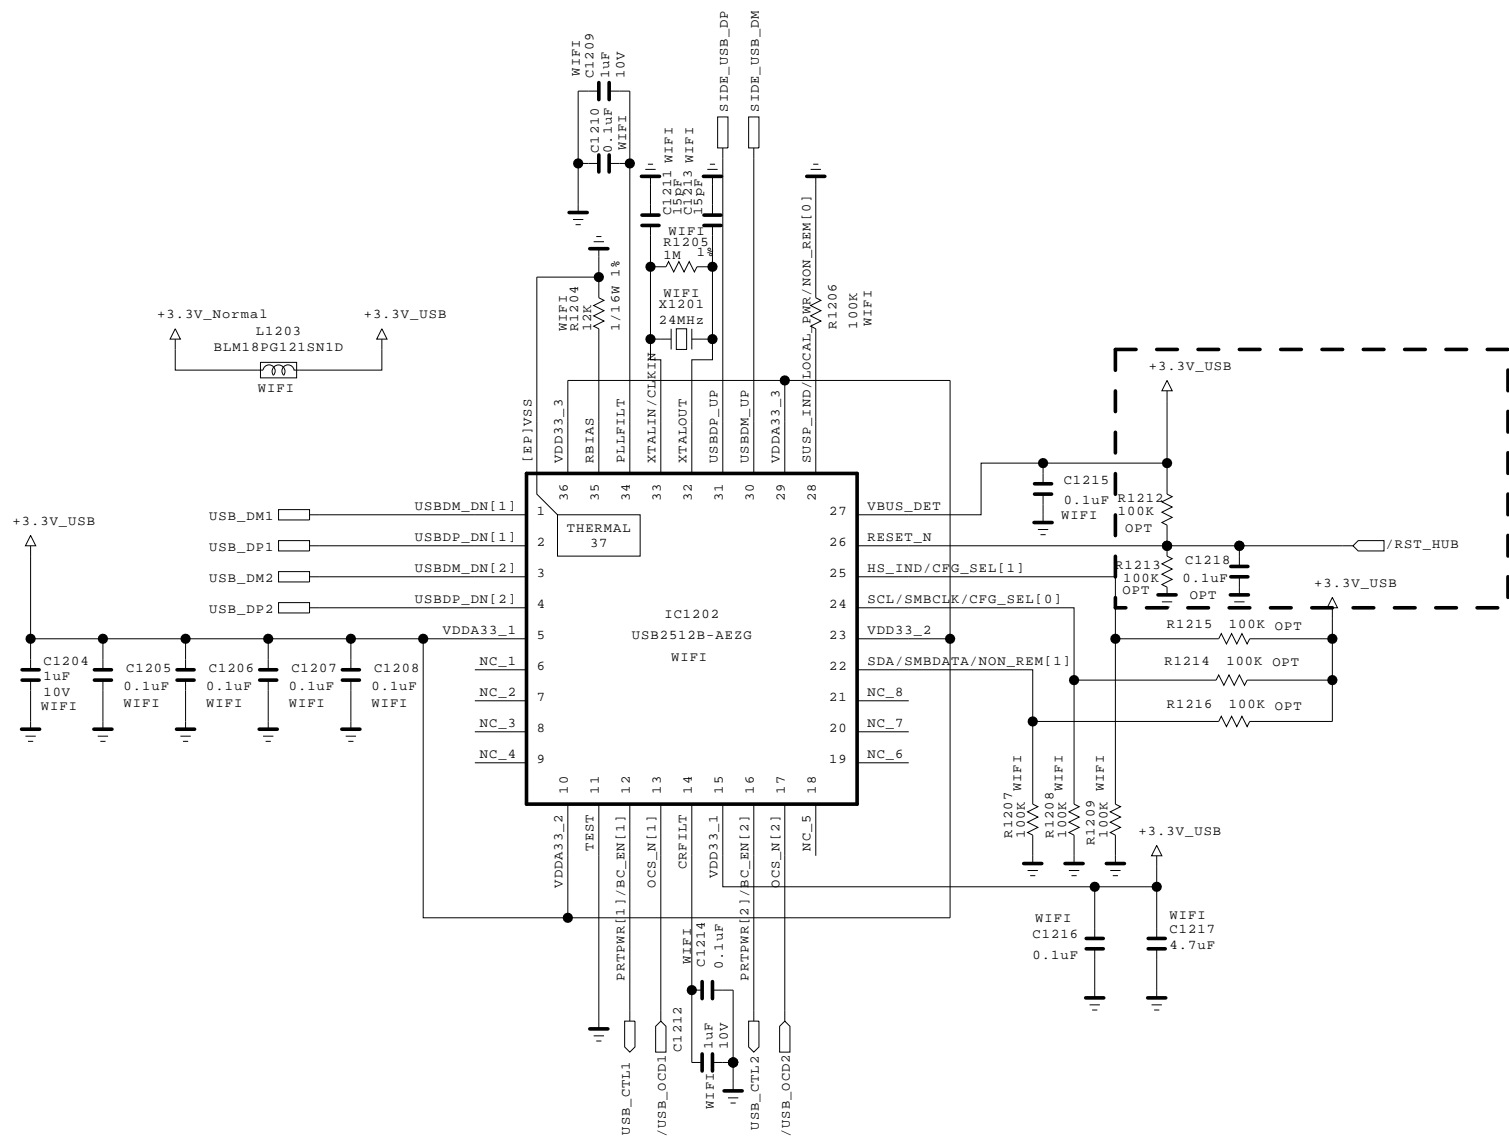 SIDE_USB_DP
SIDE_USB_DM
WIFI
C1209
1uF
10V
C1210
0.1uF
WIFI
C1211 WIFI
15pF
C1213 WIFI
15pF
WIFI
R1205
1M 1%
WIFI
X1201
24MHz
WIFI
R1204
12K
1/16W 1%
R1206
100K
WIFI
+3.3V_Normal
L1203
BLM18PG121SN1D
WIFI
+3.3V_USB
[EP]VSS
VDD33_3
RBIAS
PLLFILT
XTALIN/CLKIN
XTALOUT
USBDP_UP
USBDM_UP
VDDA33_3
SUSP_IND/LOCAL_PWR/NON_REM[0]
36
35
34
33
32
31
30
29
28
THERMAL
37
IC1202
USB2512B-AEZG
WIFI
USB_DM1
USBDM_DN[1]
1
USB_DP1
USBDP_DN[1]
2
USB_DM2
USBDM_DN[2]
3
USB_DP2
USBDP_DN[2]
4
VDDA33_1
5
NC_1
6
NC_2
7
NC_3
8
NC_4
9
+3.3V_USB
C1204
1uF
10V
WIFI
C1205
0.1uF
WIFI
C1206
0.1uF
WIFI
C1207
0.1uF
WIFI
C1208
0.1uF
WIFI
27
VBUS_DET
26
RESET_N
25
HS_IND/CFG_SEL[1]
24
SCL/SMBCLK/CFG_SEL[0]
23
VDD33_2
22
SDA/SMBDATA/NON_REM[1]
21
NC_8
20
NC_7
19
NC_6
+3.3V_USB
C1215
0.1uF
WIFI
R1212
100K
OPT
/RST_HUB
R1213
100K
OPT
C1218
0.1uF
OPT
+3.3V_USB
R1215 100K OPT
R1214 100K OPT
R1216 100K OPT
R1207
100K
WIFI
R1208
100K
WIFI
R1209
100K
WIFI
+3.3V_USB
WIFI
C1216
0.1uF
WIFI
C1217
4.7uF
10
11
12
13
14
15
16
17
18
VDDA33_2
TEST
PRTPWR[1]/BC_EN[1]
OCS_N[1]
CRFILT
VDD33_1
PRTPWR[2]/BC_EN[2]
OCS_N[2]
NC_5
WIFI
C1214
0.1uF
C1212
1uF
10V
WIFI
USB_CTL1
/USB_OCD1
USB_CTL2
/USB_OCD2